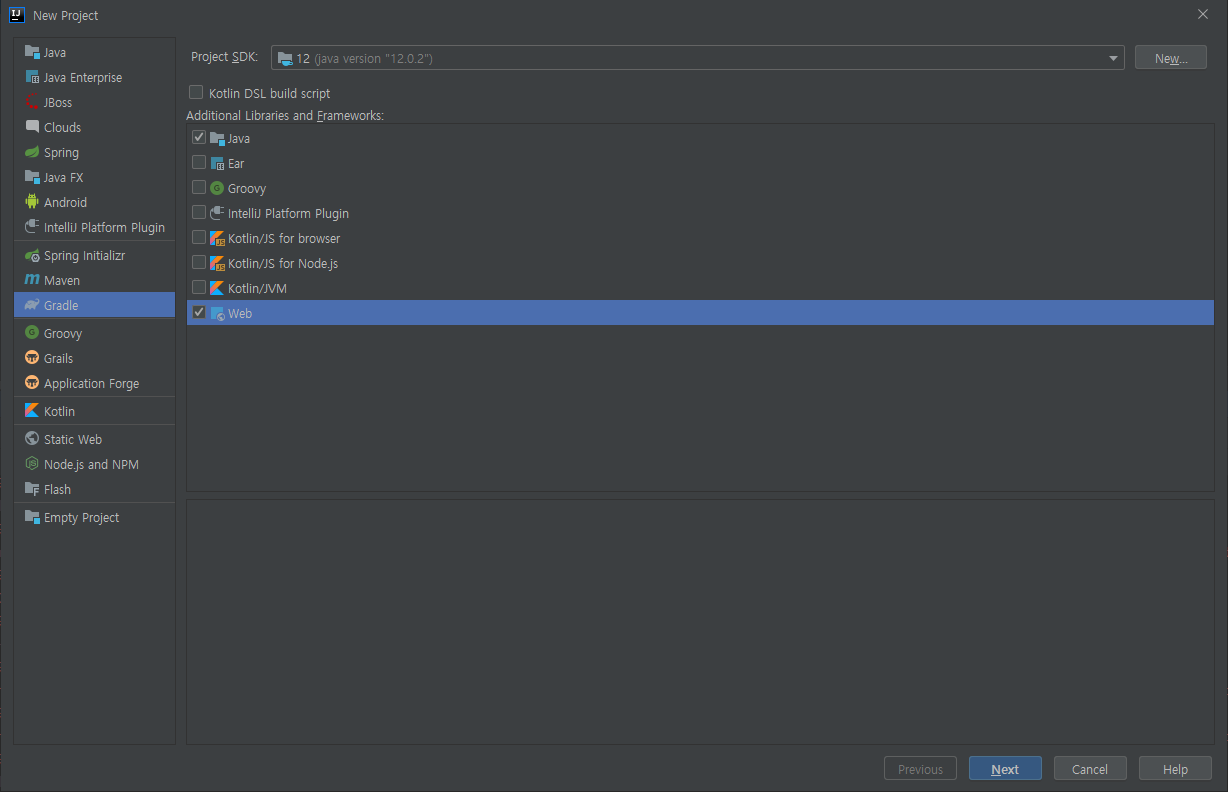 New Project
Java
Java Enterprise
JBoss
Clouds
Spring
Java FX
Android
IntelliJ Platform Plugin
Spring Initializr
Maven
Gradle
Groovy
Grails
Application Forge
Kotlin
Static Web
Node.js and NPM
Flash
Empty Project
Project SDK: 12 (java version "12.0.2") New...
Kotlin DSL build script
Additional Libraries and Frameworks:
Java
Ear
Groovy
IntelliJ Platform Plugin
Kotlin/JS for browser
Kotlin/JS for Node.js
Kotlin/JVM
Web
Previous Next Cancel Help